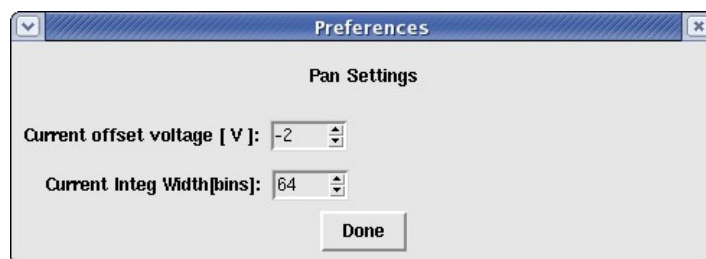 Preferences
Pan Settings
Current offset voltage [ V ]: -2
Current Integ Width[bins]: 64
Done